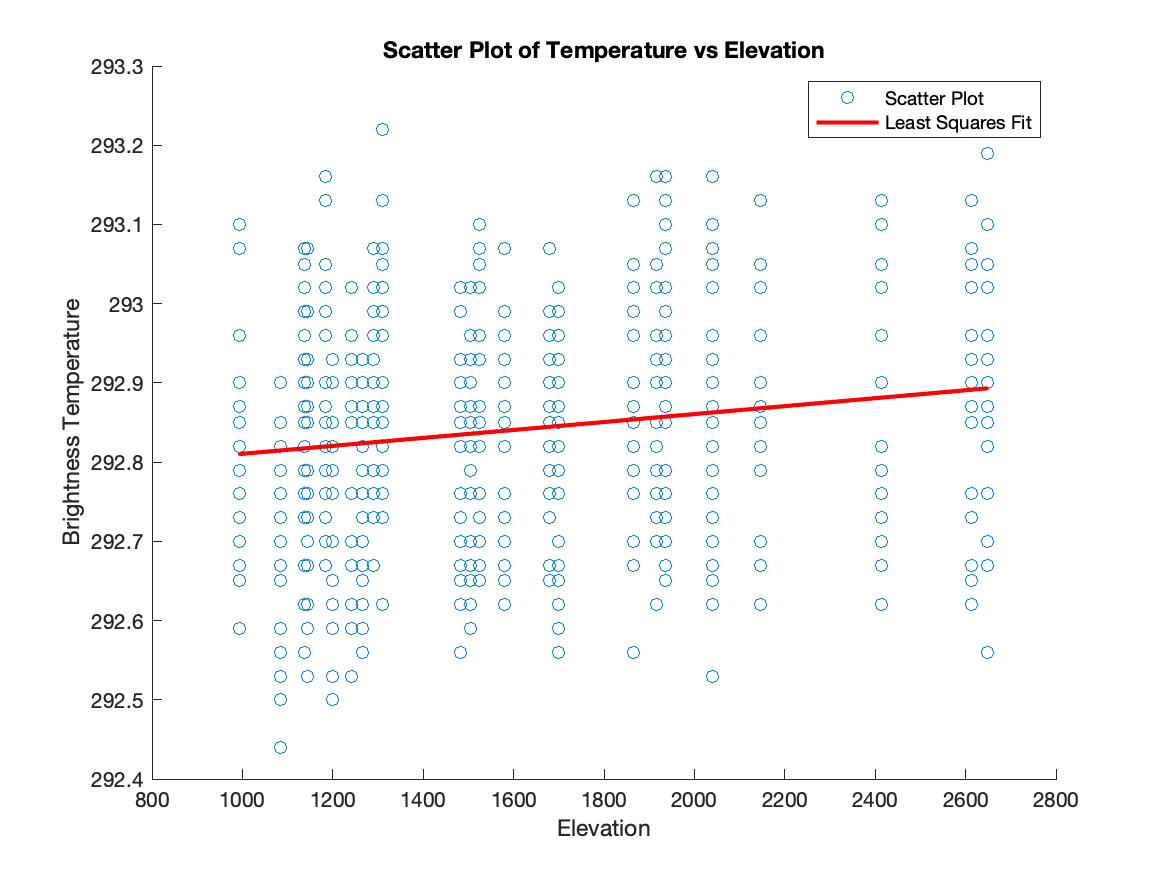 Scatter Plot of Temperature vs Elevation
293.3
293.2
293.1
293
292.9
292.8
292.7
292.6
292.5
292.4
Brightness Temperature
Scatter Plot
Least Squares Fit
800 1000 1200 1400 1600 1800 2000 2200 2400 2600 2800
Elevation